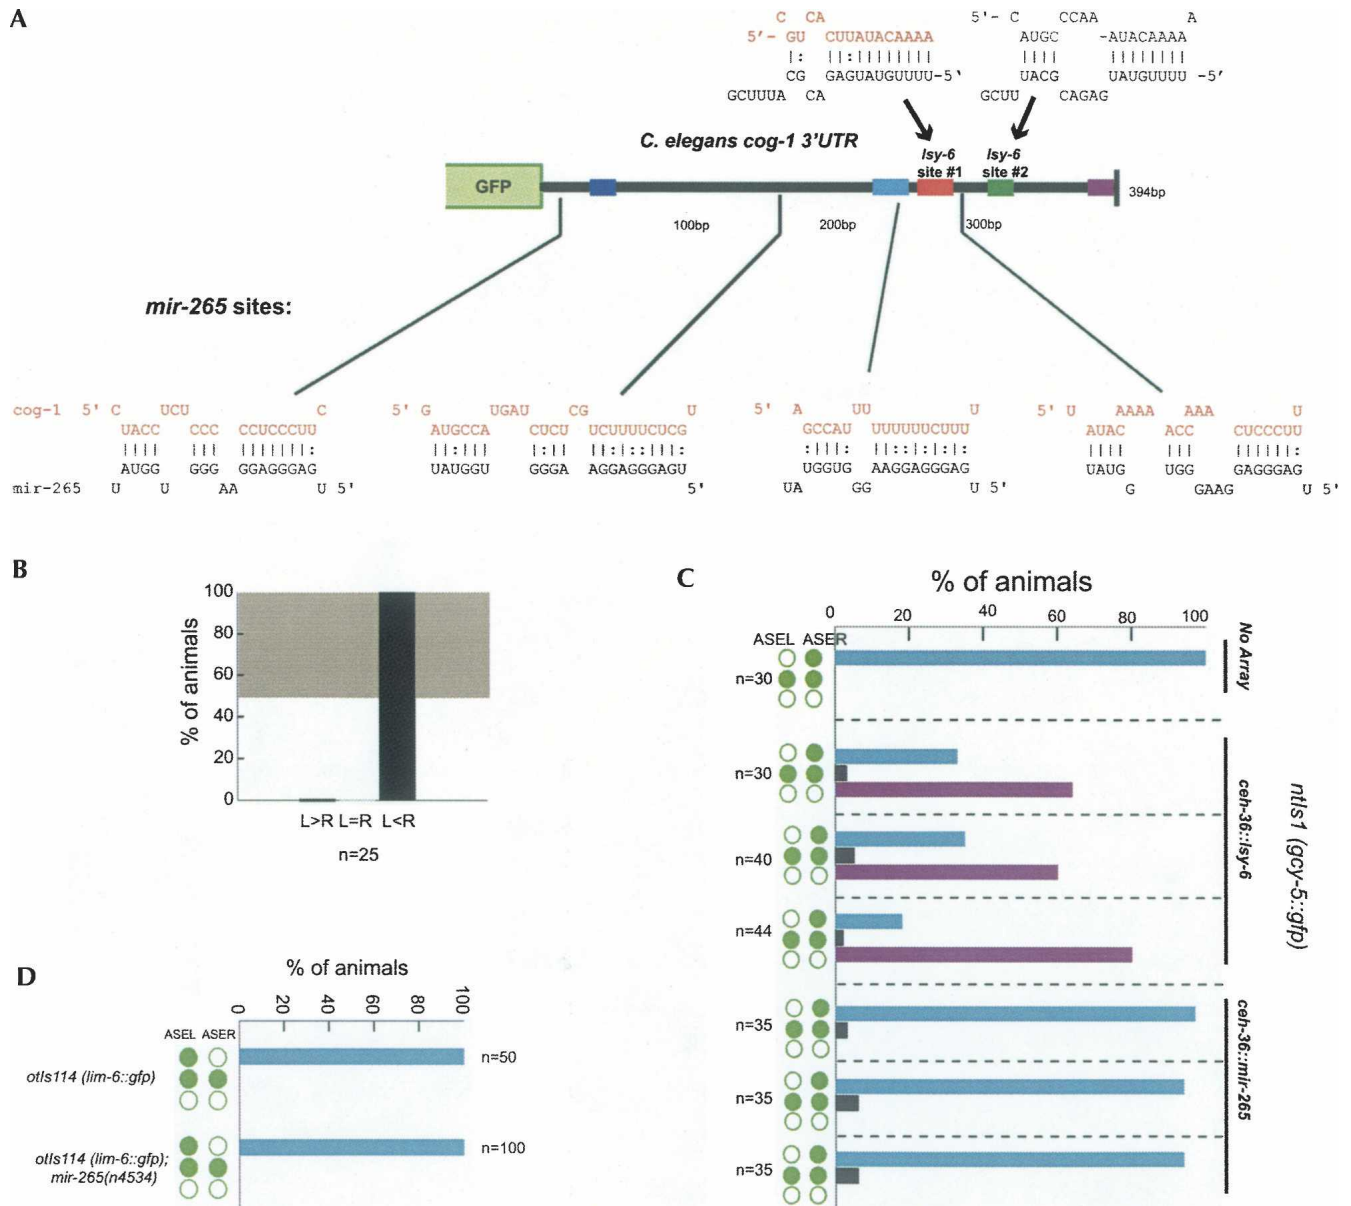 A
C CA
5'- GU CUUAUACAAAA
CG GAGUAUGUUUU-5'
GCUUUA CA
5'- C CCAA A
AUGC -AUACAAAA
UACG UAUGUUUU -5'
GCUU CAGAG
C. elegans cog-1 3'UTR
lsy-6 site #1
lsy-6 site #2
GFP
394bp
100bp
200bp
300bp
mir-265 sites:
cog-1 5' C UCU C
UACC CCC CCUCCCUU
AUGG GGG GGAGGGAG
mir-265 U U AA U 5'
5' G UGAU CG U
AUGCCA CUCU UCUUUUCUCG
UAUGGU GGGA AGGAGGGAGU
5'
5' A UU U
GCCAU UUUUUUCUUU
UGGUG AAGGAGGGAG
UA GG U 5'
5' U AAAA AAA U
AUAC ACC CUCCCUU
UAUG UGG GAGGGAG
G GAAG U 5'
B
% of animals
100
80
60
40
20
0
L>R L=R L<R
n=25
C
% of animals
0 20 40 60 80 100
ASEL ASER
n=30
n=30
n=40
n=44
n=35
n=35
n=35
No Array
ceh-36::lsy-6
ceh-36::mir-265
ntIs1 (gcy-5::gfp)
D
% of animals
0 20 40 60 80 100
ASEL ASER
otIs114 (lim-6::gfp)
n=50
otIs114 (lim-6::gfp);
mir-265(n4534)
n=100